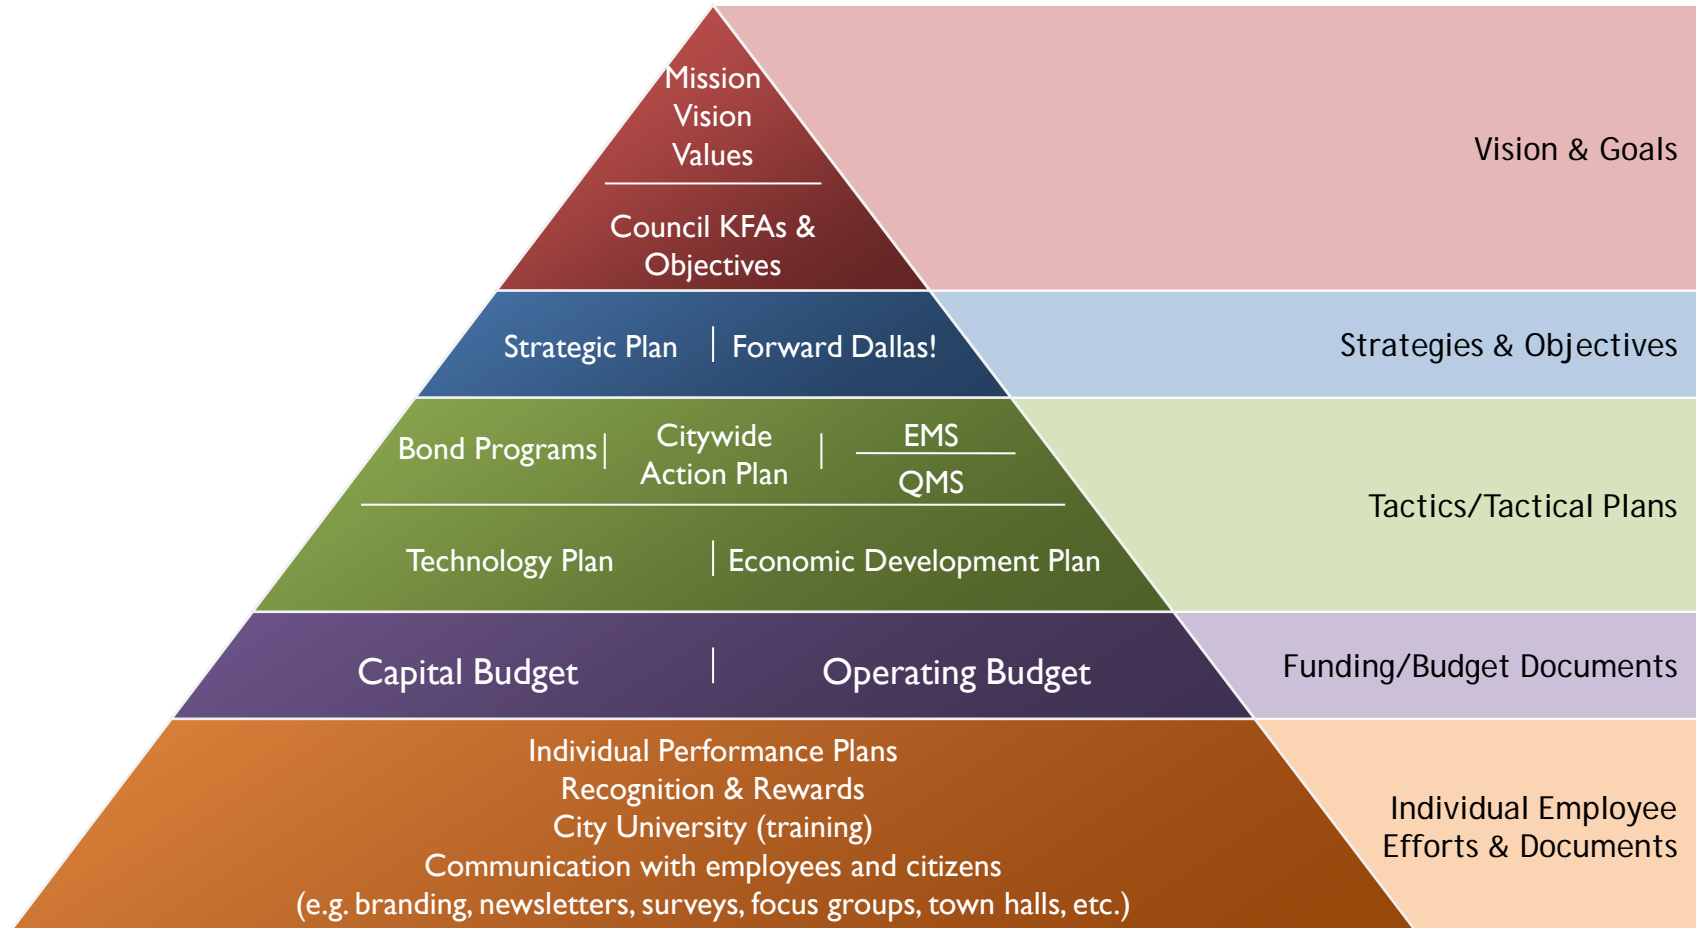 Mission
Vision
Values
Council KFAs &
Objectives
Vision & Goals
Strategic Plan
Forward Dallas!
Strategies & Objectives
Bond Programs
Citywide
Action Plan
EMS
QMS
Technology Plan
Economic Development Plan
Tactics/Tactical Plans
Capital Budget
Operating Budget
Funding/Budget Documents
Individual Performance Plans
Recognition & Rewards
City University (training)
Communication with employees and citizens
(e.g. branding, newsletters, surveys, focus groups, town halls, etc.)
Individual Employee
Efforts & Documents